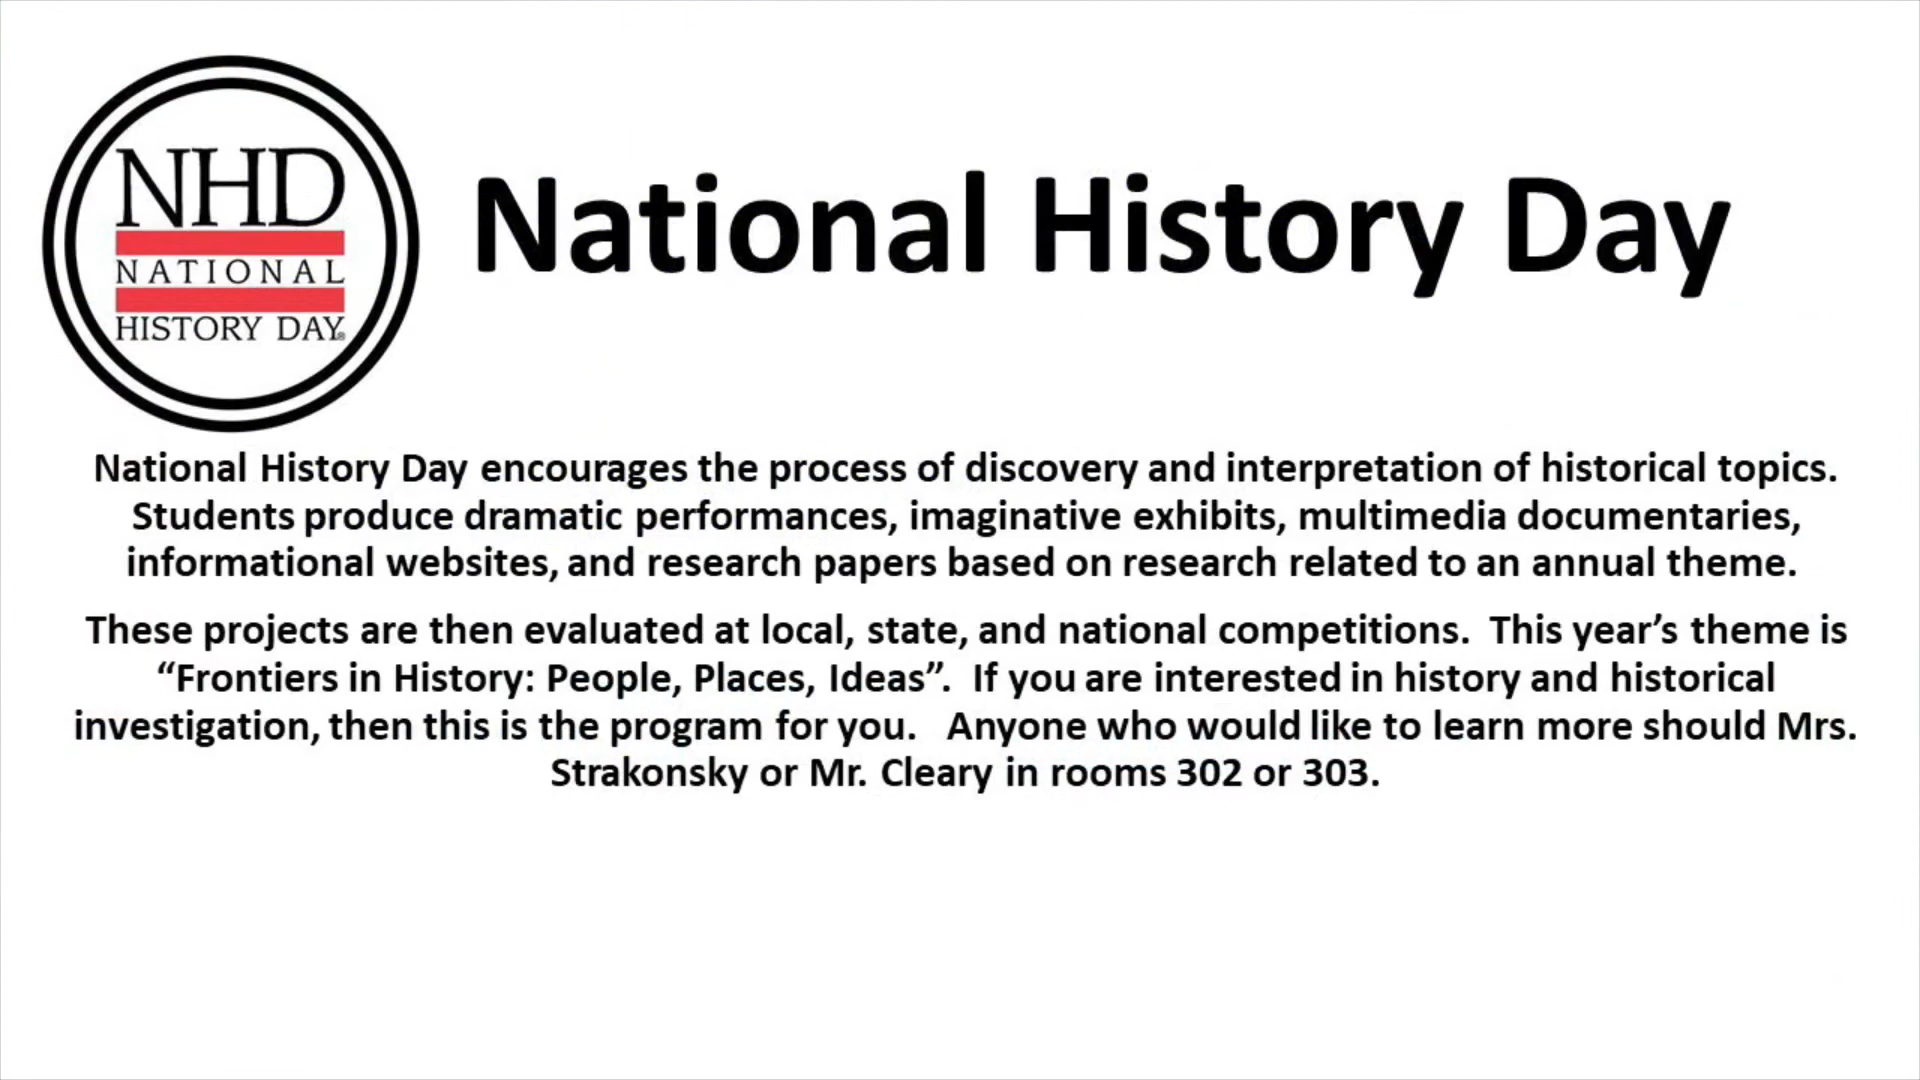 NHD
NATIONAL
HISTORY DAY®
National History Day
National History Day encourages the process of discovery and interpretation of historical topics.
Students produce dramatic performances, imaginative exhibits, multimedia documentaries,
informational websites, and research papers based on research related to an annual theme.
These projects are then evaluated at local, state, and national competitions.  This year’s theme is
“Frontiers in History: People, Places, Ideas”.  If you are interested in history and historical
investigation, then this is the program for you.   Anyone who would like to learn more should Mrs.
Strakonsky or Mr. Cleary in rooms 302 or 303.